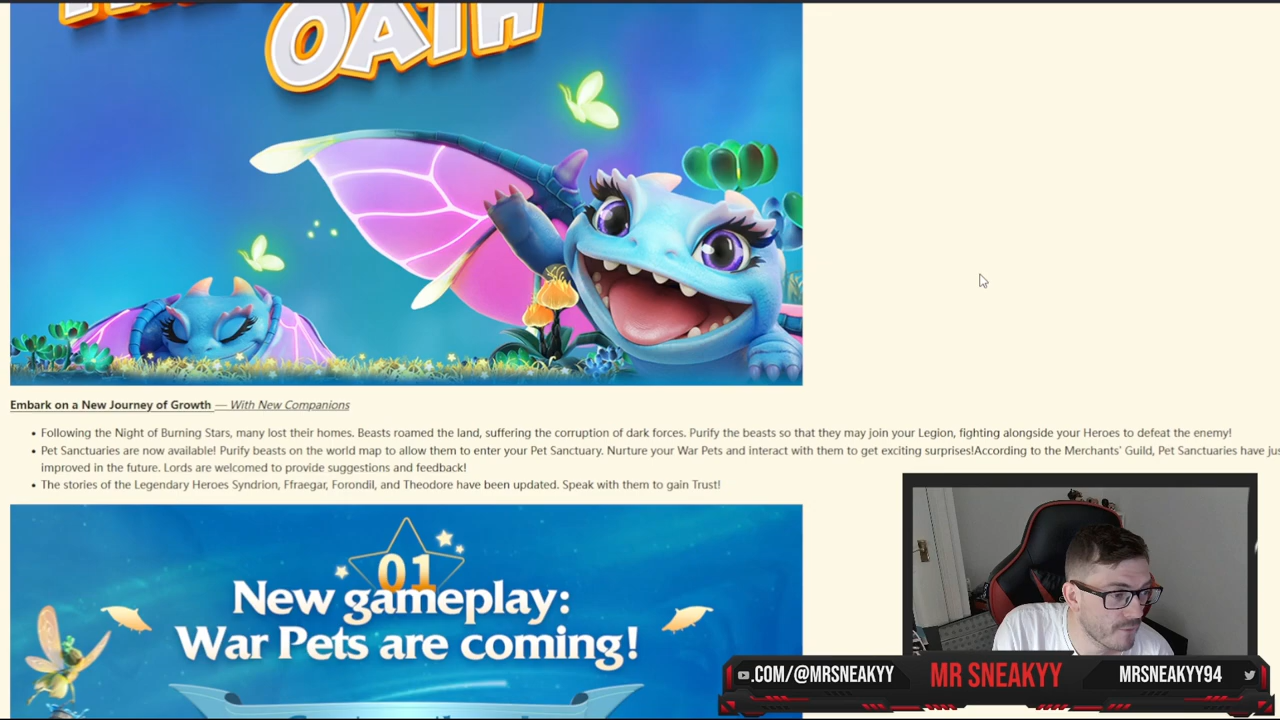 OATH
Embark on a New Journey of Growth — With New Companions
• Following the Night of Burning Stars, many lost their homes. Beasts roamed the land, suffering the corruption of dark forces. Purify the beasts so that they may join your Legion, fighting alongside your Heroes to defeat the enemy!
• Pet Sanctuaries are now available! Purify beasts on the world map to allow them to enter your Pet Sanctuary. Nurture your War Pets and interact with them to get exciting surprises!According to the Merchants' Guild, Pet Sanctuaries have jus
improved in the future. Lords are welcomed to provide suggestions and feedback!
• The stories of the Legendary Heroes Syndrion, Ffraegar, Forondil, and Theodore have been updated. Speak with them to gain Trust!
01
New gameplay:
War Pets are coming!
.COM/@MRSNEAKYY
MR SNEAKYY
MRSNEAKYY94